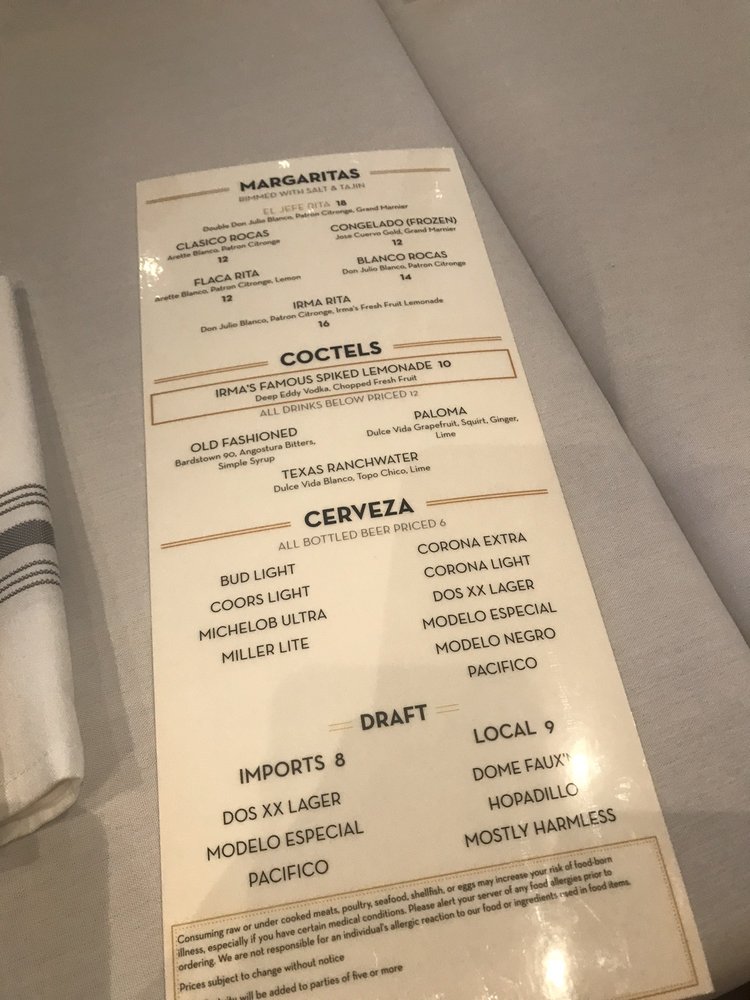 MARGARITAS
RIMMED WITH SALT & TAJIN
EL JEFE RITA 18
Double Don Julio Blanco, Patron Citronge, Grand Marnier
CLASICO ROCAS
Arette Blanco, Patron Citronge
12
CONGELADO (FROZEN)
Jose Cuervo Gold, Grand Marnier
12
FLACA RITA
Arette Blanco, Patron Citronge, Lemon
12
BLANCO ROCAS
Don Julio Blanco, Patron Citronge
14
IRMA RITA
Don Julio Blanco, Patron Citronge, Irma's Fresh Fruit Lemonade
16
COCTELS
IRMA'S FAMOUS SPIKED LEMONADE 10
Deep Eddy Vodka, Chopped Fresh Fruit
ALL DRINKS BELOW PRICED 12
OLD FASHIONED
Bardstown 90, Angostura Bitters,
Simple Syrup
PALOMA
Dulce Vida Grapefruit, Squirt, Ginger,
Lime
TEXAS RANCHWATER
Dulce Vida Blanco, Topo Chico, Lime
CERVEZA
ALL BOTTLED BEER PRICED 6
BUD LIGHT
COORS LIGHT
MICHELOB ULTRA
MILLER LITE
CORONA EXTRA
CORONA LIGHT
DOS XX LAGER
MODELO ESPECIAL
MODELO NEGRO
PACIFICO
DRAFT
IMPORTS 8
DOS XX LAGER
MODELO ESPECIAL
PACIFICO
LOCAL 9
DOME FAUX'
HOPADILLO
MOSTLY HARMLESS
Consuming raw or under cooked meats, poultry, seafood, shellfish, or eggs may increase your risk of food-born
illness, especially if you have certain medical conditions. Please alert your server of any food allergies prior to
ordering. We are not responsible for an individual's allergic reaction to our food or ingredients used in food items.
Prices subject to change without notice
will be added to parties of five or more